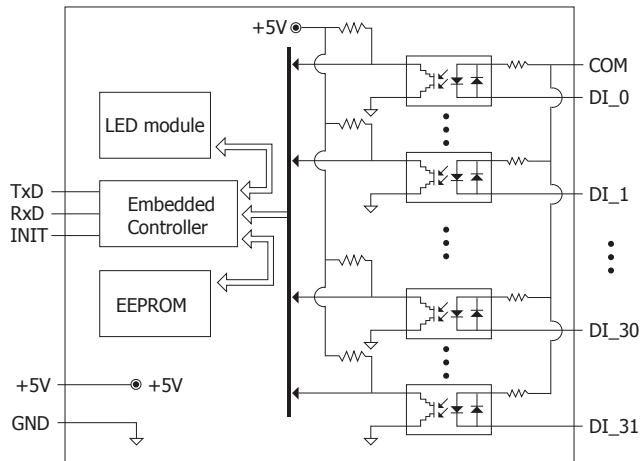 +5V
COM
DI_0
LED module
TxD
RxD
INIT
Embedded
Controller
DI_1
EEPROM
DI_30
+5V
+5V
GND
DI_31